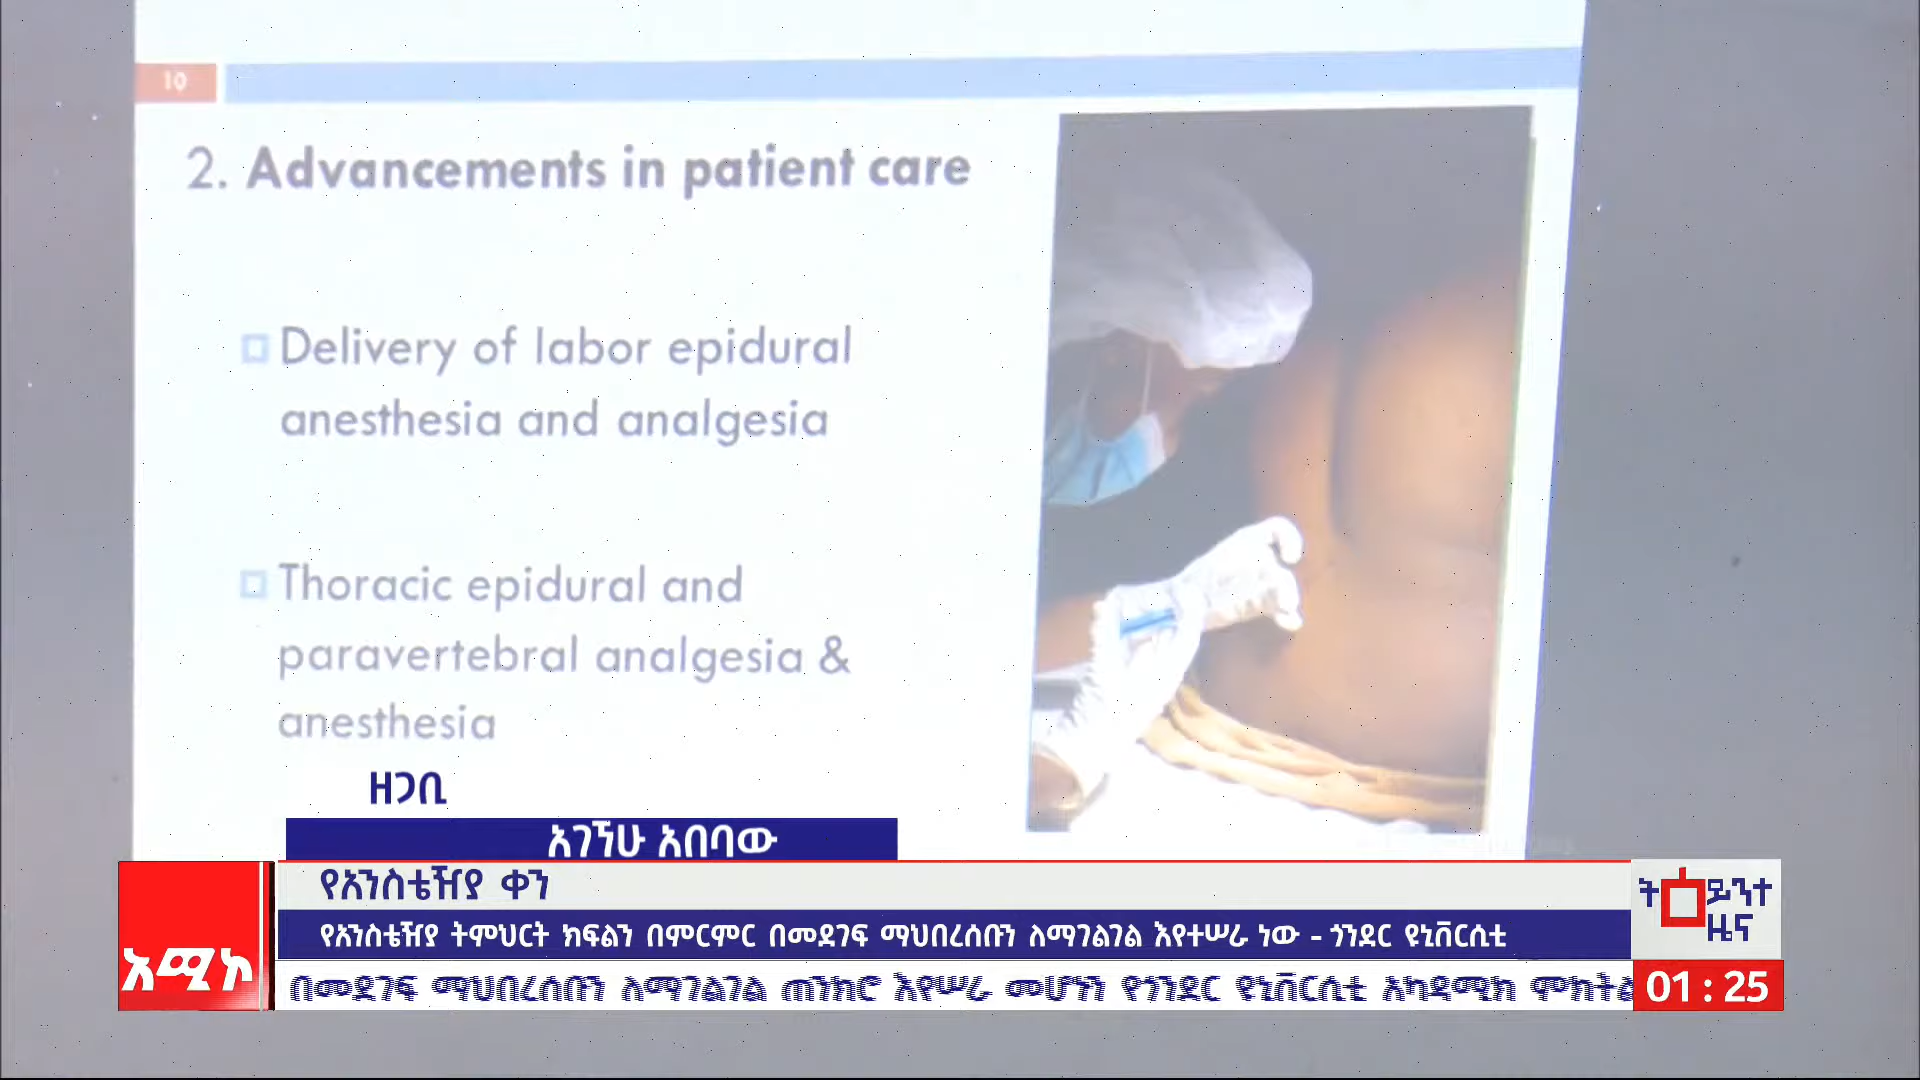 10
2. Advancements in patient care
Delivery of labor epidural
anesthesia and analgesia
Thoracic epidural and
paravertebral analgesia &
anesthesia
ዘጋቢ
አገኘሁ አበባው
የአንስቴዥያ ቀን
የአንስቴዥያ ትምህርት ክፍልን በምርምር በመደገፍ ማህበረሰቡን ለማገልገል እየተሠራ ነው - ጎንደር ዩኒቨርሲቲ
አሚኮ
በመደገፍ ማህበረሰቡን ለማገልገል ጠንክሮ እየሠራ መሆኑን የጎንደር ዩኒቨርሲቲ አካዳሚክ ምክትል
ዜና
01:25